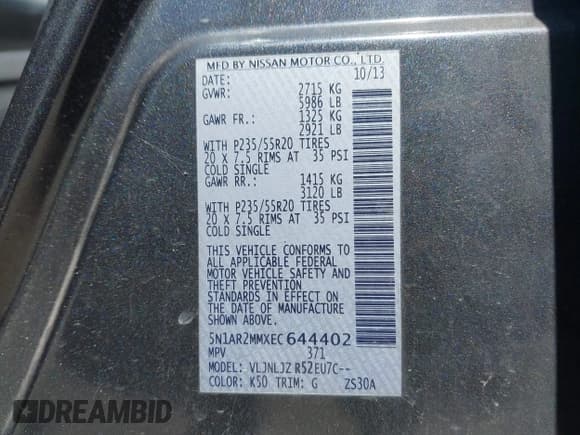 MFD BY NISSAN MOTOR CO., LTD.
DATE: 10/13
GVWR: 2715 KG
5986 LB
GAWR FR.: 1325 KG
2921 LB
WITH P235/55R20 TIRES
20 X 7.5 RIMS AT 35 PSI
COLD SINGLE
GAWR RR.: 1415 KG
3120 LB
WITH P235/55R20 TIRES
20 X 7.5 RIMS AT 35 PSI
COLD SINGLE
THIS VEHICLE CONFORMS TO
ALL APPLICABLE FEDERAL
MOTOR VEHICLE SAFETY AND
THEFT PREVENTION
STANDARDS IN EFFECT ON
THE DATE OF MANUFACTURE
SHOWN ABOVE.
5N1AR2MMXEC644402
MPV 371
MODEL: VLJNLJZ R52EU7C--
COLOR: K50 TRIM: G ZS30A
DREAMBID